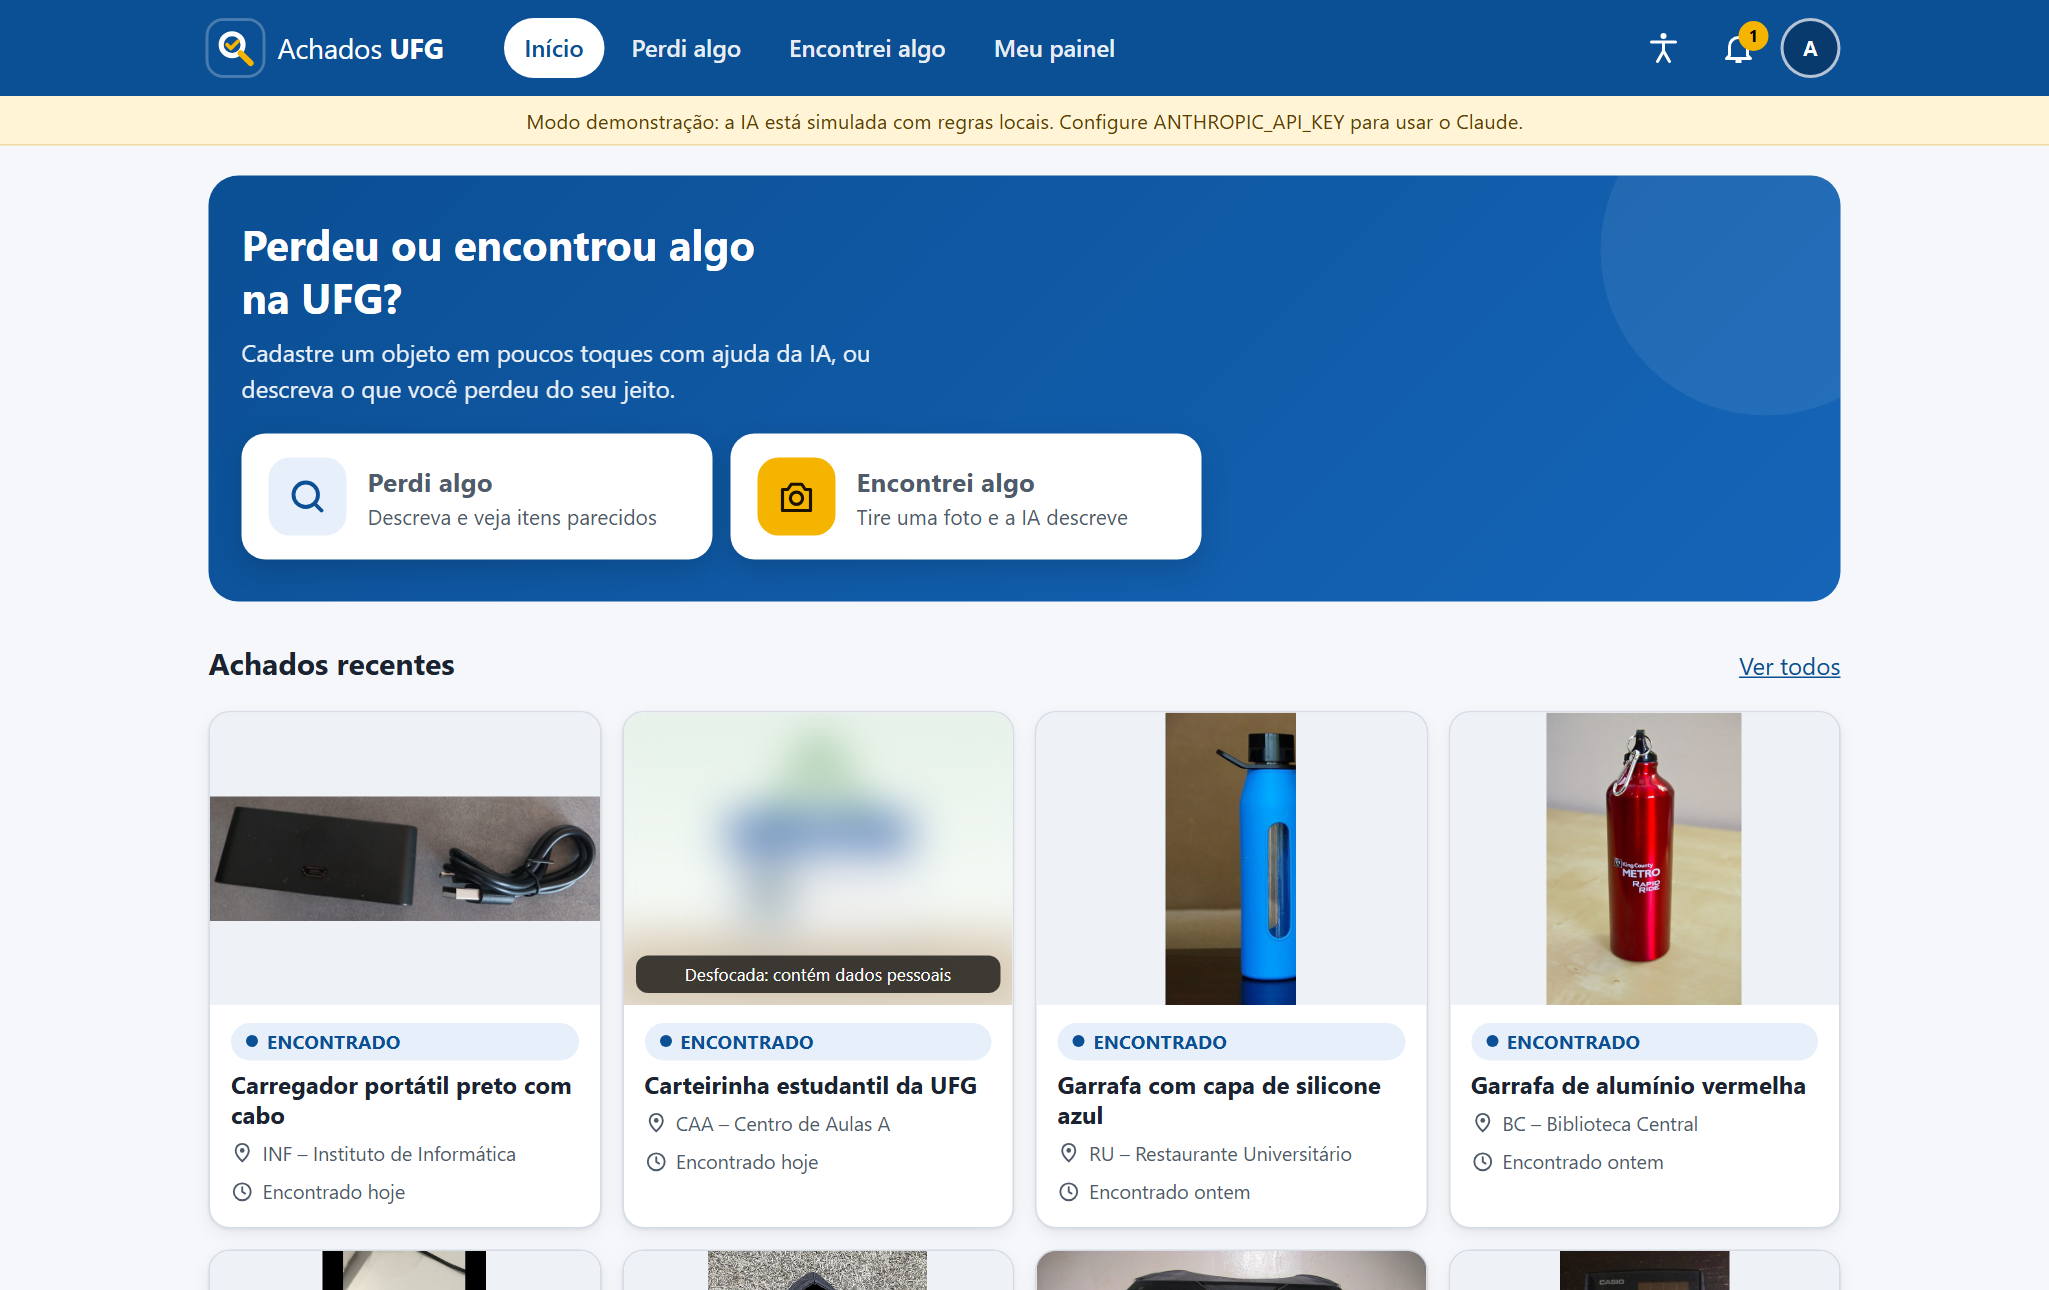 Achados UFG
Início
Perdi algo
Encontrei algo
Meu painel
1
A
Modo demonstração: a IA está simulada com regras locais. Configure ANTHROPIC_API_KEY para usar o Claude.
Perdeu ou encontrou algo
na UFG?
Cadastre um objeto em poucos toques com ajuda da IA, ou
descreva o que você perdeu do seu jeito.
Perdi algo
Descreva e veja itens parecidos
Encontrei algo
Tire uma foto e a IA descreve
Achados recentes
Ver todos
Desfocada: contém dados pessoais
King County
METRO
RAPID
RIDE
ENCONTRADO
Carregador portátil preto com
cabo
INF – Instituto de Informática
Encontrado hoje
ENCONTRADO
Carteirinha estudantil da UFG
CAA – Centro de Aulas A
Encontrado hoje
ENCONTRADO
Garrafa com capa de silicone
azul
RU – Restaurante Universitário
Encontrado ontem
ENCONTRADO
Garrafa de alumínio vermelha
BC – Biblioteca Central
Encontrado ontem
CASIO